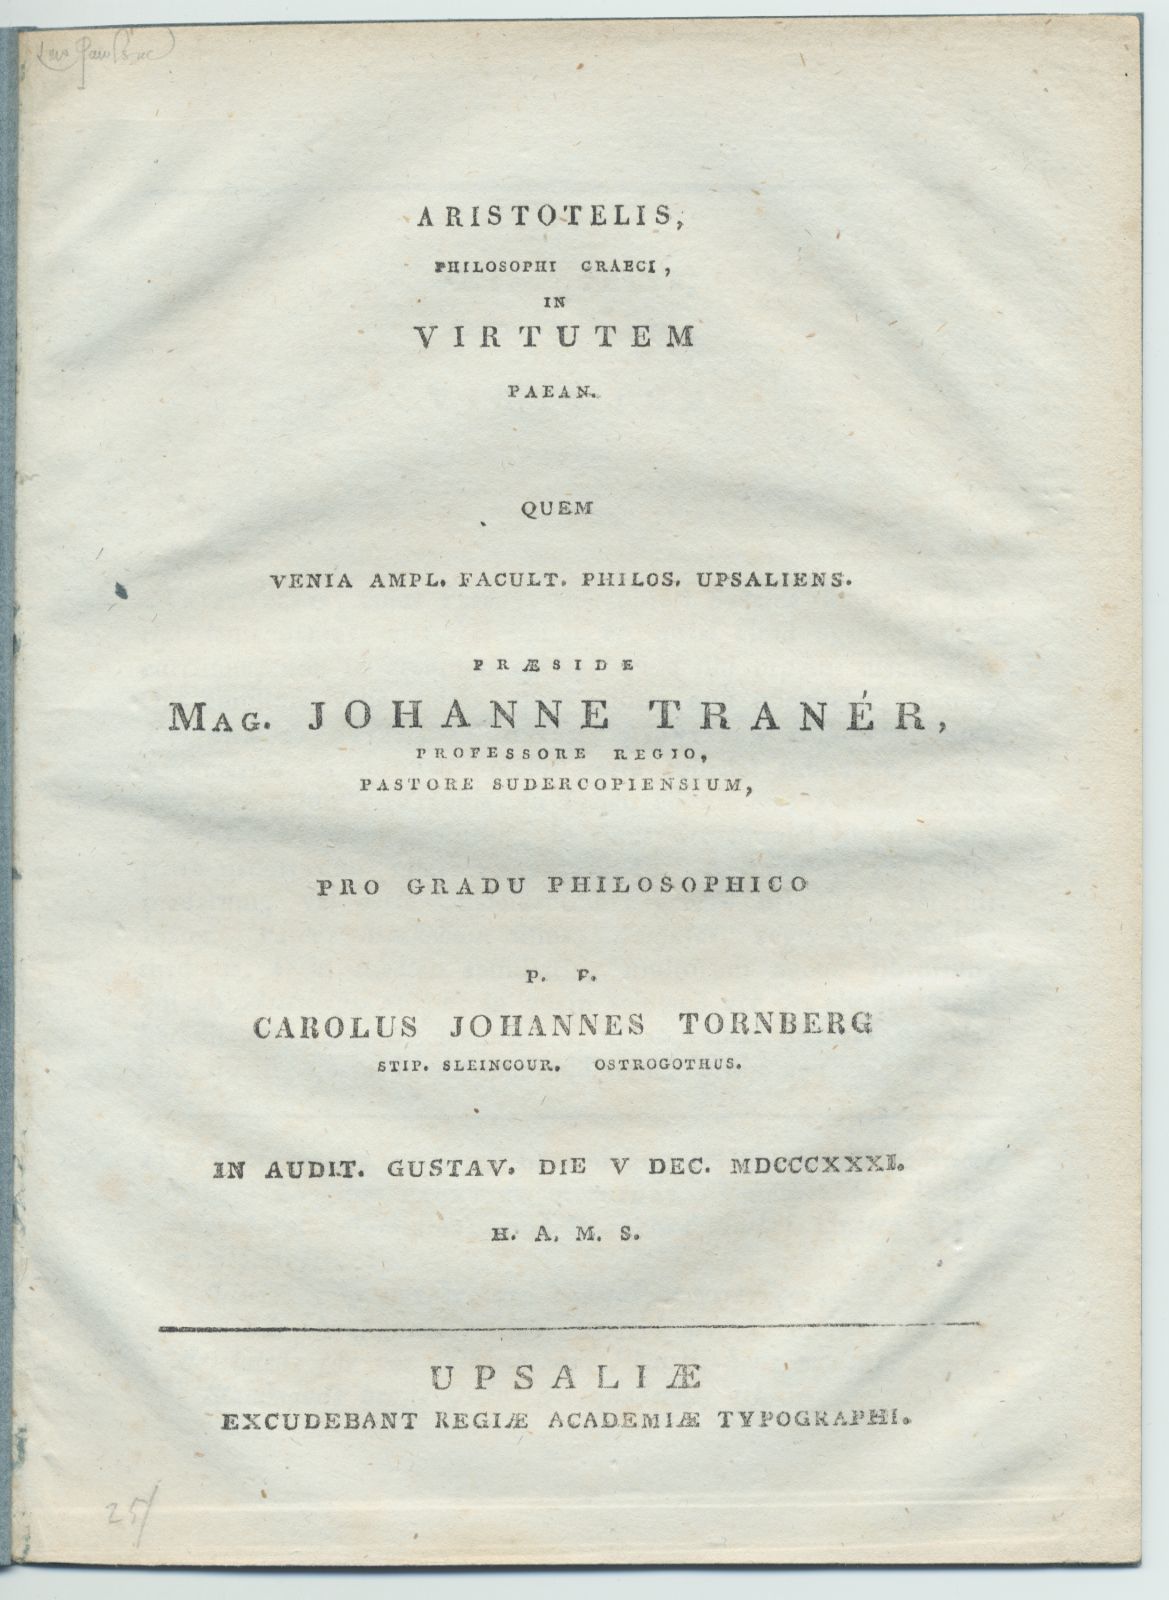 ARISTOTELIS,
PHILOSOPHI GRAECI,
IN
VIRTUTEM
PAEAN.
QUEM
VENIA AMPL. FACULT. PHILOS. UPSALIENS.
PRÆSIDE
MAG. JOHANNE TRANÉR,
PROFESSORE REGIO,
PASTORE SUDERCOPIENSIUM,
PRO GRADU PHILOSOPHICO
P. P.
CAROLUS JOHANNES TORNBERG
STIP. SLEINCOUR. OSTROGOTHUS.
IN AUDIT. GUSTAV. DIE V DEC. MDCCCXXXI.
H. A. M. S.
UPSALIÆ
EXCUDEBANT REGIÆ ACADEMIÆ TYPOGRAPHI.
25/